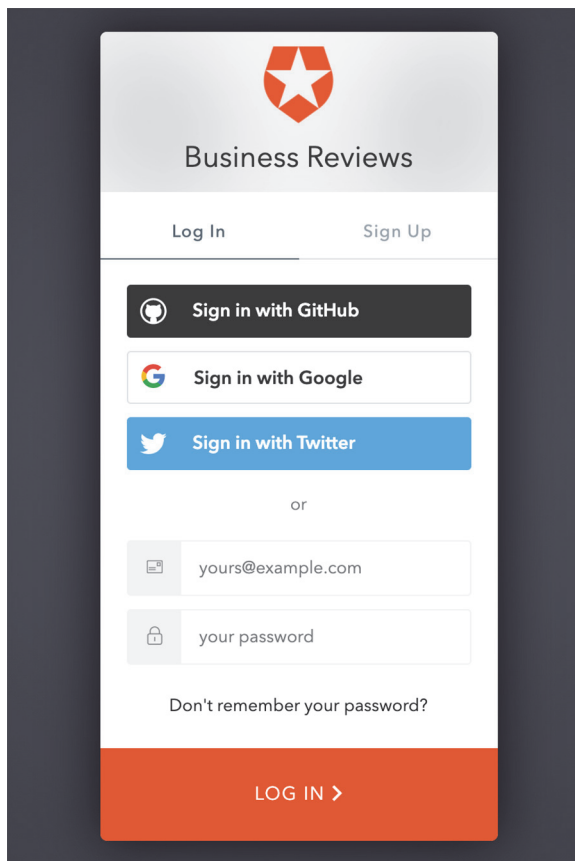 Business Reviews
Log In Sign Up
Sign in with GitHub
Sign in with Google
Sign in with Twitter
or
yours@example.com
your password
Don't remember your password?
LOG IN